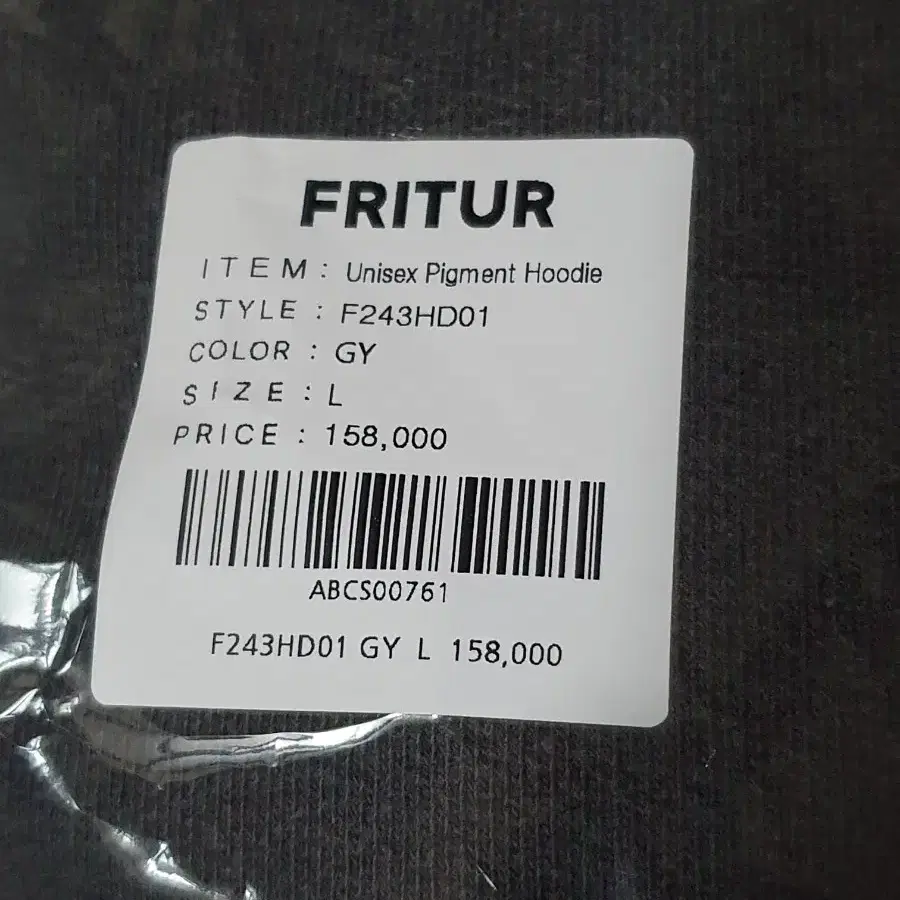 FRITUR
ITEM : Unisex Pigment Hoodie
STYLE : F243HD01
COLOR : GY
SIZE : L
PRICE : 158,000
ABCS00761
F243HD01 GY L 158,000